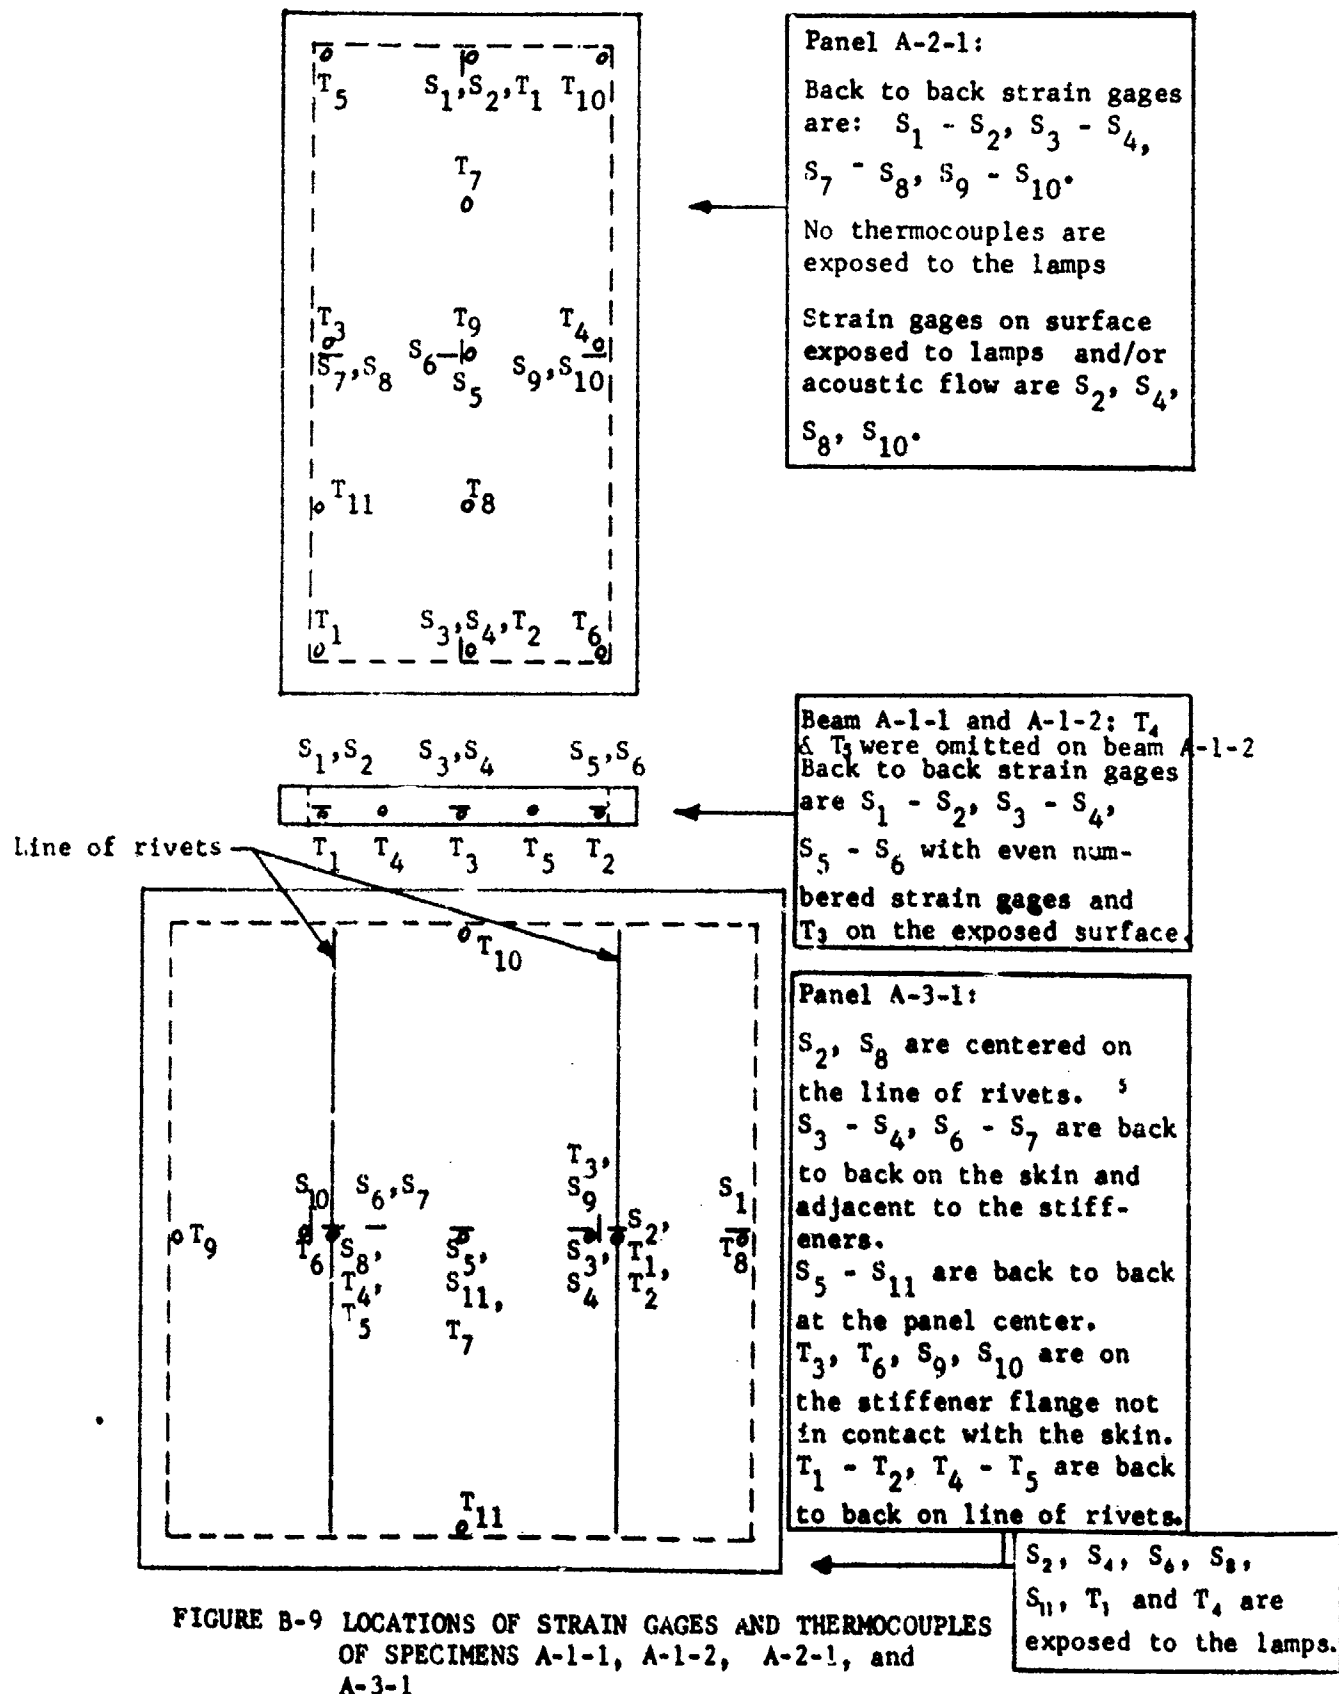 T5 S1,S2,T1 T10
T7
T3 T9 T4
S7,S8 S6 S5 S9,S10
T11 T8
T1 S3,S4,T2 T6
Panel A-2-1:
Back to back strain gages
are: S1 - S2, S3 - S4,
S7 - S8, S9 - S10.
No thermocouples are
exposed to the lamps
Strain gages on surface
exposed to lamps and/or
acoustic flow are S2, S4,
S8, S10.
S1,S2 S3,S4 S5,S6
T1 T4 T3 T5 T2
Beam A-1-1 and A-1-2; T4
& T5 were omitted on beam A-1-2
Back to back strain gages
are S1 - S2, S3 - S4,
S5 - S6 with even num-
bered strain gages and
T3 on the exposed surface.
Line of rivets
T10
T3,
S10 S6,S7 S9 S1
T9 T6 S8, S5, S3, S2, T8
T4, S11, S4 T1,
T5 T7 T2
T11
Panel A-3-1:
S2, S8 are centered on
the line of rivets. 5
S3 - S4, S6 - S7 are back
to back on the skin and
adjacent to the stiff-
eners.
S5 - S11 are back to back
at the panel center.
T3, T6, S9, S10 are on
the stiffener flange not
in contact with the skin.
T1 - T2, T4 - T5 are back
to back on line of rivets.
S2, S4, S6, S8,
S11, T1 and T4 are
exposed to the lamps.
FIGURE B-9 LOCATIONS OF STRAIN GAGES AND THERMOCOUPLES
OF SPECIMENS A-1-1, A-1-2, A-2-1, and
A-3-1